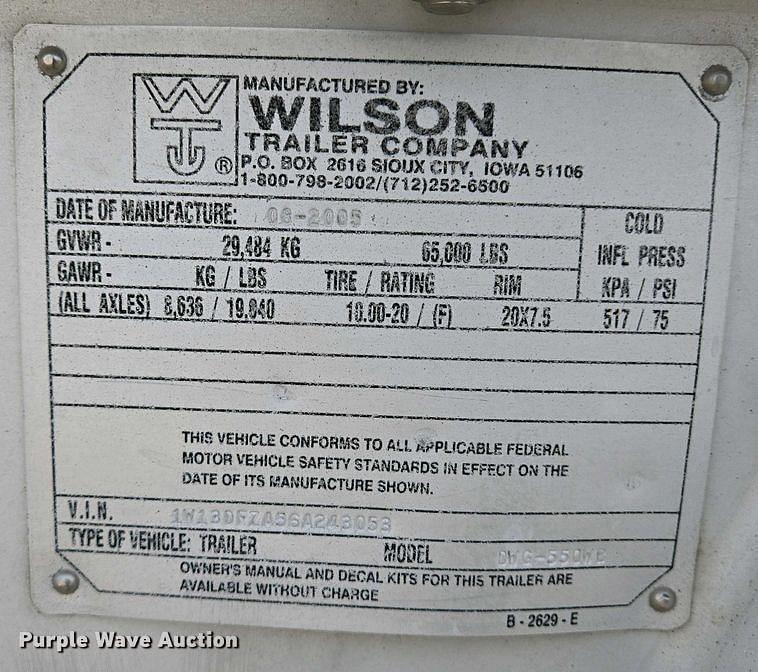 MANUFACTURED BY:
WILSON
TRAILER COMPANY
P.O. BOX 2616 SIOUX CITY, IOWA 51106
1-800-798-2002/(712)252-6500
WT ®
DATE OF MANUFACTURE: 06-2005 COLD
GVWR - 29,484 KG 65,000 LBS INFL PRESS
GAWR - KG / LBS TIRE / RATING RIM KPA / PSI
(ALL AXLES) 8,636 / 19,040 10.00-20 / (F) 20X7.5 517 / 75
THIS VEHICLE CONFORMS TO ALL APPLICABLE FEDERAL
MOTOR VEHICLE SAFETY STANDARDS IN EFFECT ON THE
DATE OF ITS MANUFACTURE SHOWN.
V.I.N.
TYPE OF VEHICLE: TRAILER MODEL
OWNER'S MANUAL AND DECAL KITS FOR THIS TRAILER ARE
AVAILABLE WITHOUT CHARGE
B - 2629 - E
Purple Wave Auction